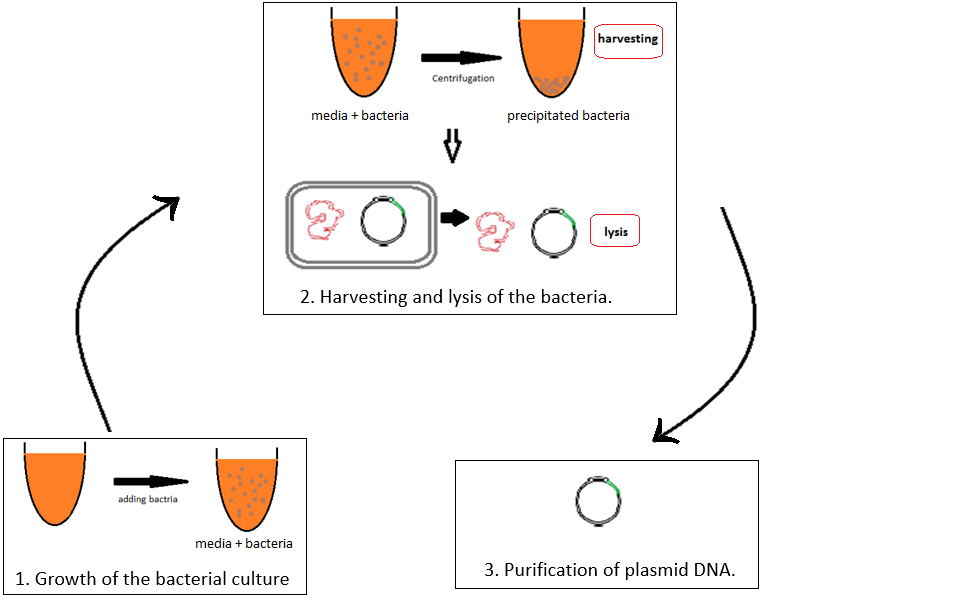 harvesting
Centrifugation
media + bacteria
precipitated bacteria
lysis
2. Harvesting and lysis of the bacteria.
adding bactria
media + bacteria
1. Growth of the bacterial culture
3. Purification of plasmid DNA.